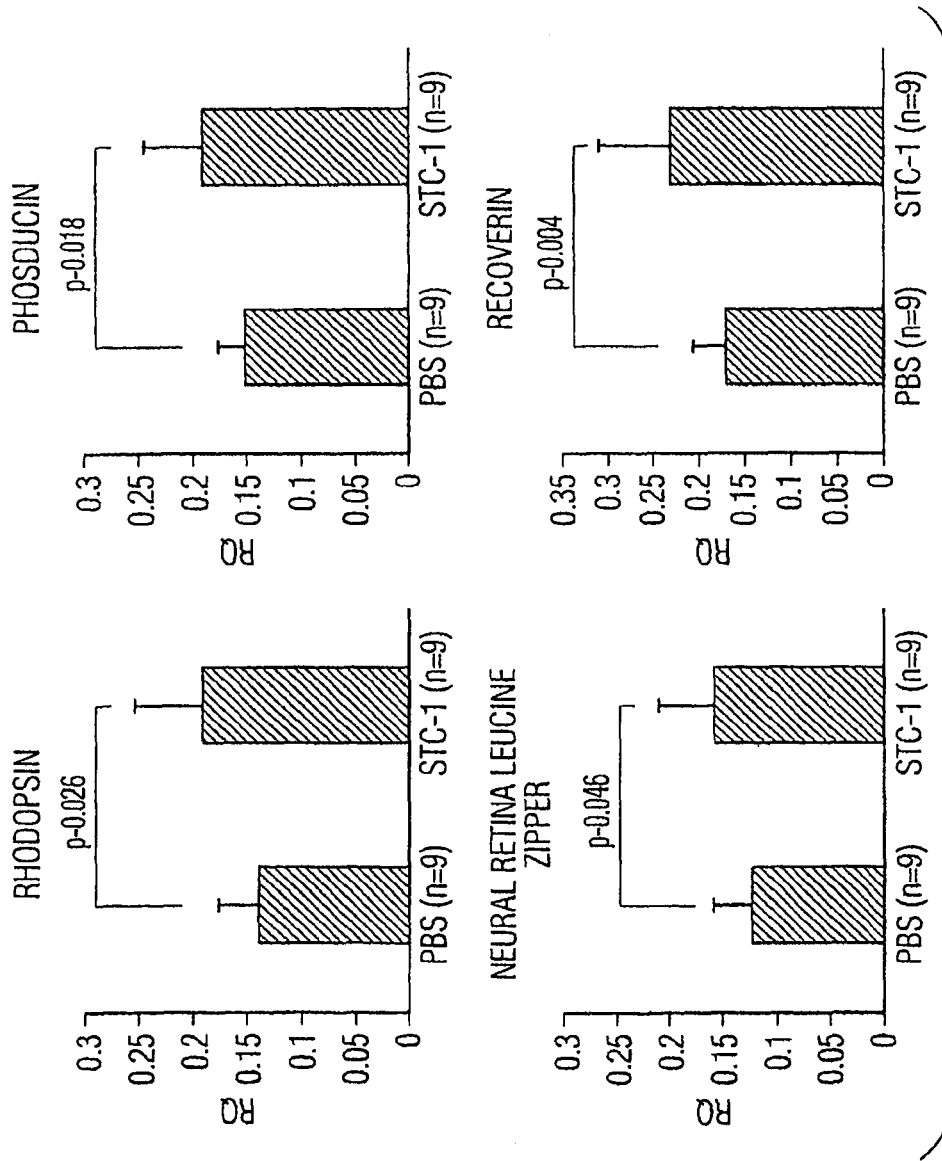 RHODOPSIN
p-0.026
RQ
0.3
0.25
0.2
0.15
0.1
0.05
0
PBS (n=9)
STC-1 (n=9)
PHOSDUCIN
p-0.018
RQ
0.3
0.25
0.2
0.15
0.1
0.05
0
PBS (n=9)
STC-1 (n=9)
NEURAL RETINA LEUCINE
ZIPPER
p-0.046
RQ
0.3
0.25
0.2
0.15
0.1
0.05
0
PBS (n=9)
STC-1 (n=9)
RECOVERIN
p-0.004
RQ
0.35
0.3
0.25
0.2
0.15
0.1
0.05
0
PBS (n=9)
STC-1 (n=9)